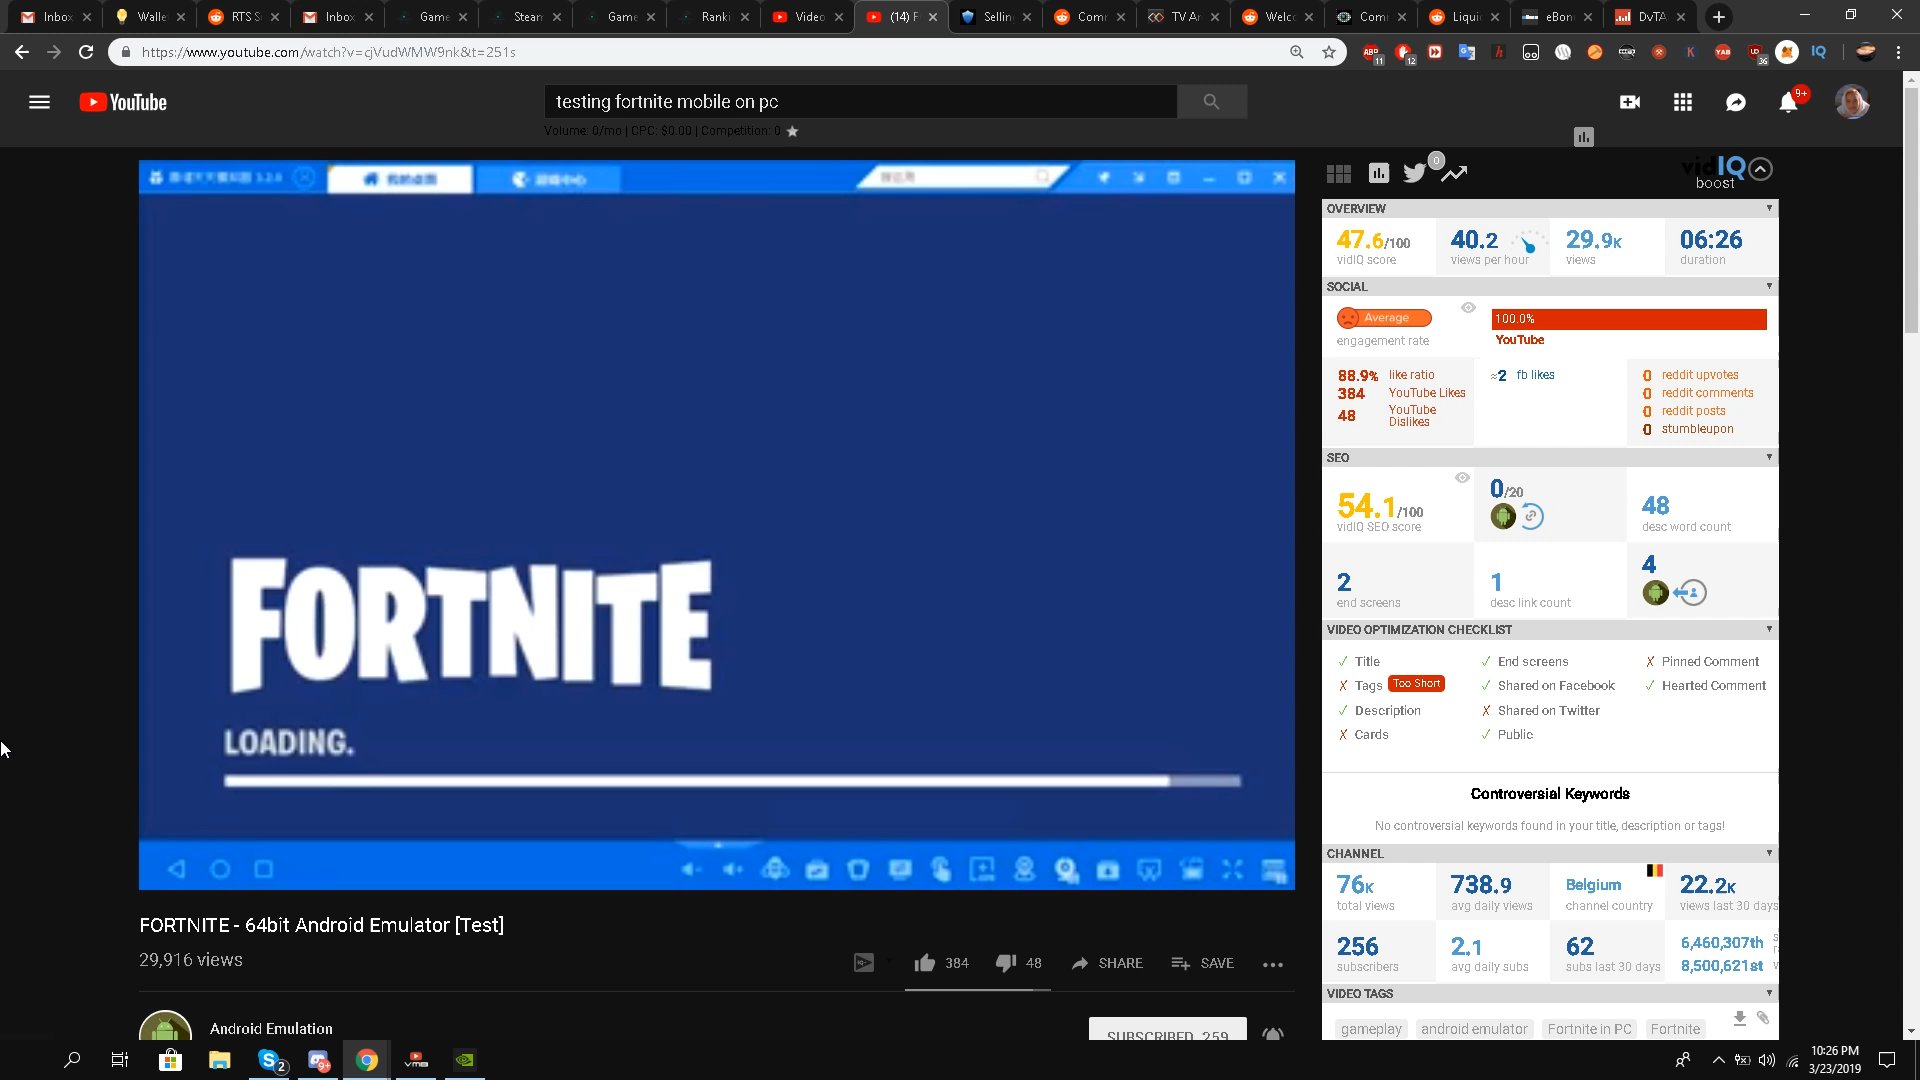 Inbox
Walle
RTS S
Inbox
Game
Steam
Game
Ranki
Video
(14) F
Sellin
Com
TV Ar
Welc
Com
Liqui
eBon
DvTA
https://www.youtube.com/watch?v=cjVudWMW9nk&t=251s
11
12
36
IQ
YouTube
testing fortnite mobile on pc
9+
Volume: 0/mo | CPC: $0.00 | Competition: 0
0
vidIQ
boost
OVERVIEW
47.6/100
vidIQ score
40.2
views per hour
29.9K
views
06:26
duration
SOCIAL
Average
engagement rate
100.0%
YouTube
88.9% like ratio
384 YouTube Likes
48 YouTube Dislikes
≈2 fb likes
0 reddit upvotes
0 reddit comments
0 reddit posts
0 stumbleupon
SEO
54.1/100
vidIQ SEO score
0/20
48
desc word count
2
end screens
1
desc link count
4
VIDEO OPTIMIZATION CHECKLIST
✓ Title
✗ Tags Too Short
✓ Description
✗ Cards
✓ End screens
✓ Shared on Facebook
✗ Shared on Twitter
✓ Public
✗ Pinned Comment
✓ Hearted Comment
Controversial Keywords
No controversial keywords found in your title, description or tags!
CHANNEL
76K
total views
738.9
avg daily views
Belgium
channel country
22.2K
views last 30 days
256
subscribers
2.1
avg daily subs
62
subs last 30 days
6,460,307th
8,500,621st
VIDEO TAGS
gameplay
android emulator
Fortnite in PC
Fortnite
FORTNITE
LOADING.
FORTNITE - 64bit Android Emulator [Test]
29,916 views
384
48
SHARE
SAVE
Android Emulation
SUBSCRIBED 259
2
9+
10:26 PM
3/23/2019